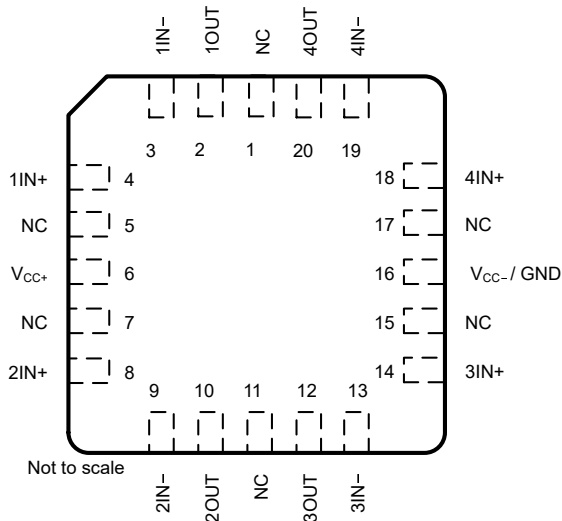 1IN−
1OUT
NC
4OUT
4IN−
3
2
1
20
19
1IN+ 4
18 4IN+
NC 5
17 NC
VCC+ 6
16 VCC− / GND
NC 7
15 NC
2IN+ 8
14 3IN+
9
10
11
12
13
Not to scale
2IN−
2OUT
NC
3OUT
3IN−